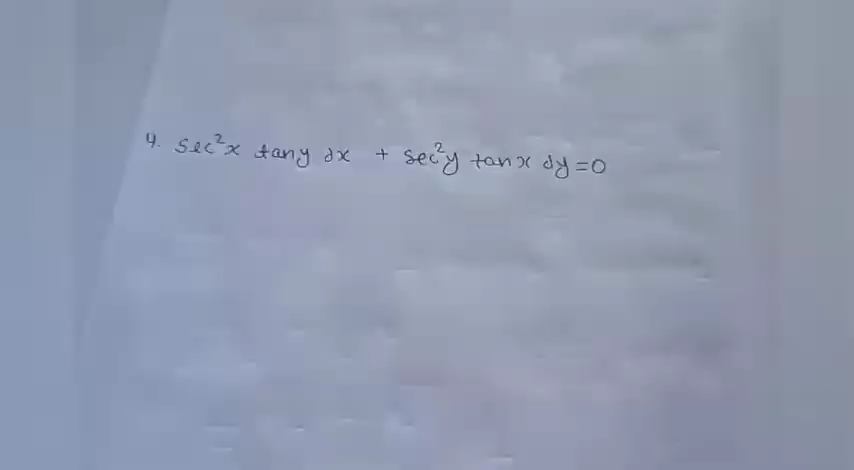 4. sec²x tany dx + sec²y tanx dy=0